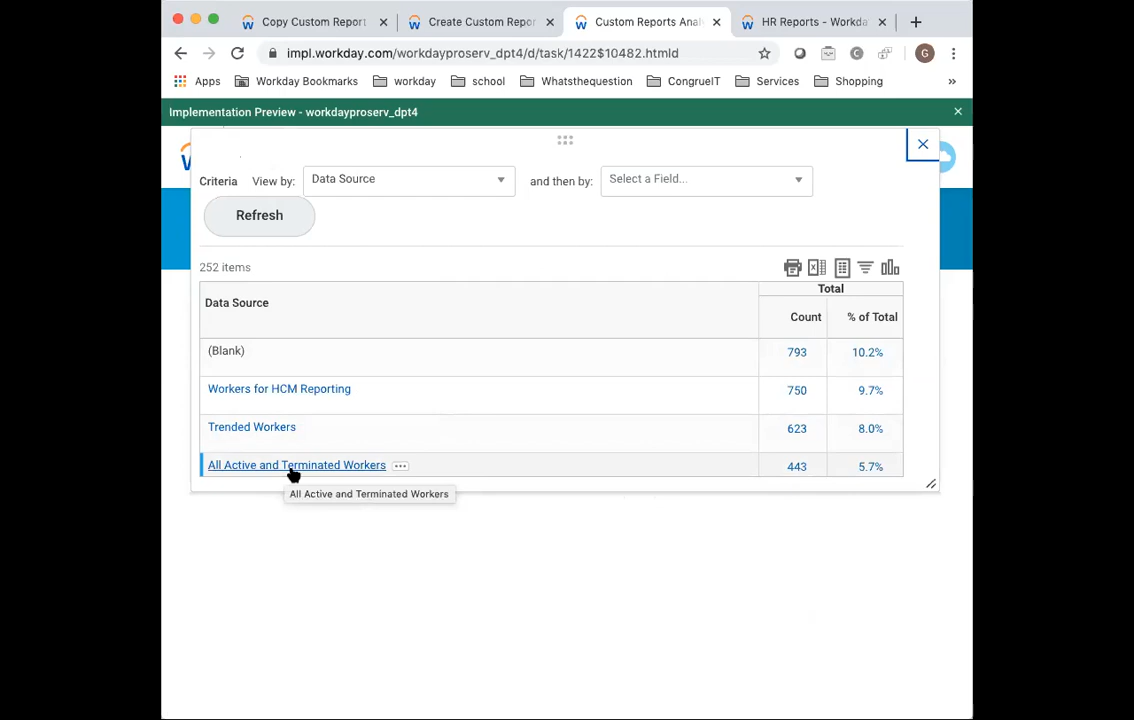 Copy Custom Report
Create Custom Repor
Custom Reports Anal
HR Reports - Workda
impl.workday.com/workdayproserv_dpt4/d/task/1422$10482.htmld
G
Apps
Workday Bookmarks
workday
school
Whatsthequestion
CongrueIT
Services
Shopping
»
Implementation Preview - workdayproserv_dpt4
Criteria View by: Data Source and then by: Select a Field...
Refresh
252 items
Data Source Total
Count % of Total
(Blank) 793 10.2%
Workers for HCM Reporting 750 9.7%
Trended Workers 623 8.0%
All Active and Terminated Workers 443 5.7%
All Active and Terminated Workers